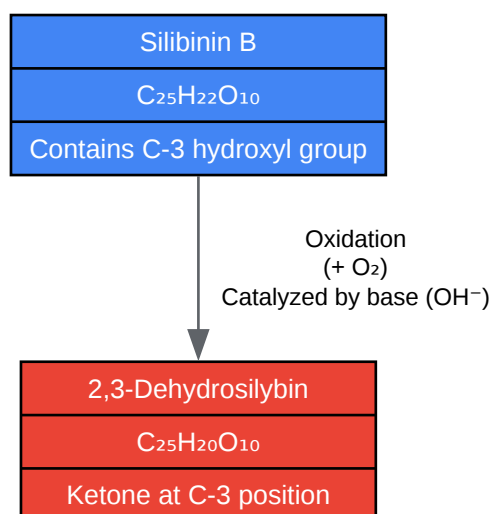 Silibinin B
C₂₅H₂₂O₁₀
Contains C-3 hydroxyl group
Oxidation
(+ O₂)
Catalyzed by base (OH⁻)
2,3-Dehydrosilybin
C₂₅H₂₀O₁₀
Ketone at C-3 position